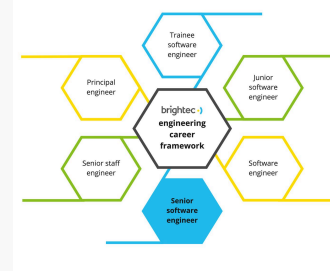 Trainee
software
engineer
Principal
engineer
Junior
software
engineer
brightec
engineering
career
framework
Senior staff
engineer
Software
engineer
Senior
software
engineer